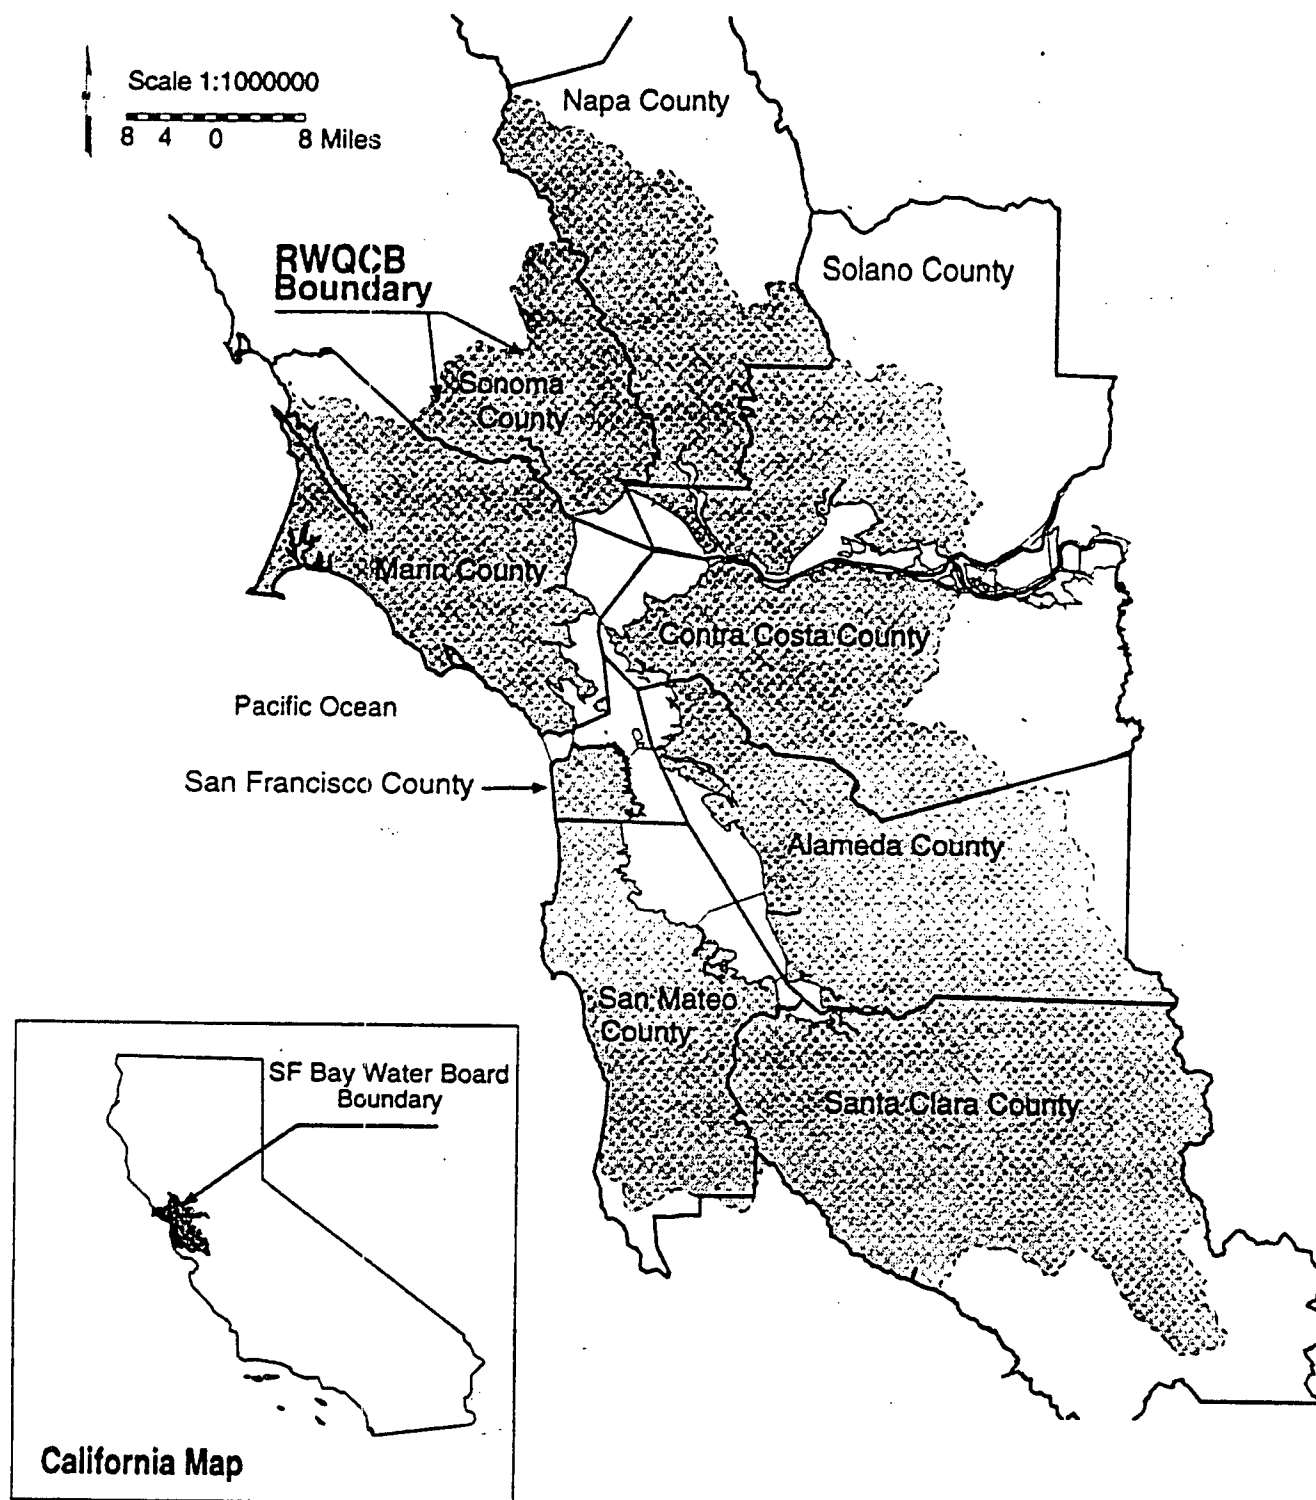 Scale 1:1000000
8 4 0 8 Miles
Napa County
Solano County
RWQCB
Boundary
Sonoma
County
Marin County
Contra Costa County
Pacific Ocean
San Francisco County
Alameda County
San Mateo
County
Santa Clara County
SF Bay Water Board
Boundary
California Map